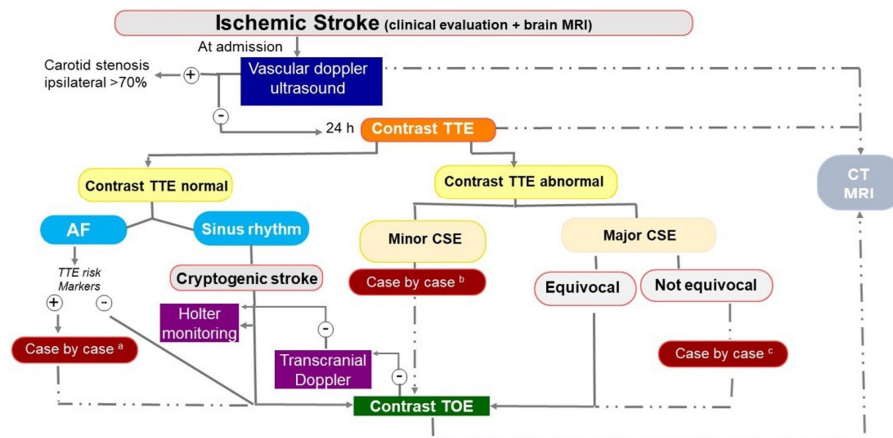 Ischemic Stroke (clinical evaluation + brain MRI)
At admission
Carotid stenosis
ipsilateral >70%
+
Vascular doppler
ultrasound
-
24 h
Contrast TTE
CT
MRI
Contrast TTE normal
Contrast TTE abnormal
AF
Sinus rhythm
Minor CSE
Major CSE
TTE risk
Markers
+
--
Cryptogenic stroke
Case by case b
Equivocal
Not equivocal
Holter
monitoring
-
Case by case a
Transcranial
Doppler
-
Case by case c
Contrast TOE